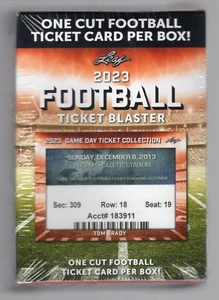 ONE CUT FOOTBALL
TICKET CARD PER BOX!
Leaf
2023
FOOTBALL
TICKET BLASTER
2023 GAME DAY TICKET COLLECTION
SUNDAY, DECEMBER 8, 2013
GILLETTE STADIUM
Sec: 309 Row: 18 Seat: 19
Acct# 183911
TOM BRADY
ONE CUT FOOTBALL
TICKET CARD PER BOX!